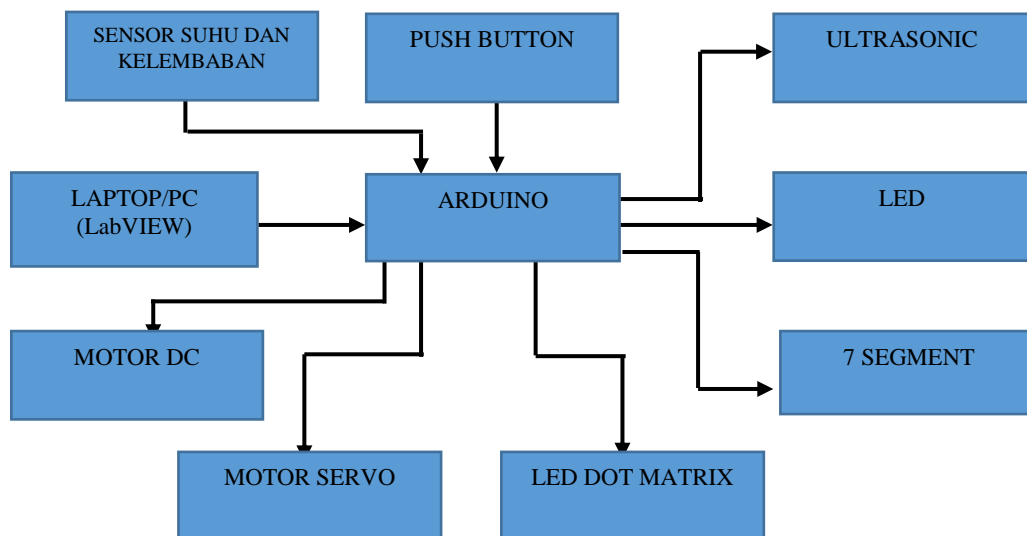 SENSOR SUHU DAN
KELEMBABAN
PUSH BUTTON
ULTRASONIC
LAPTOP/PC
(LabVIEW)
ARDUINO
LED
MOTOR DC
7 SEGMENT
MOTOR SERVO
LED DOT MATRIX